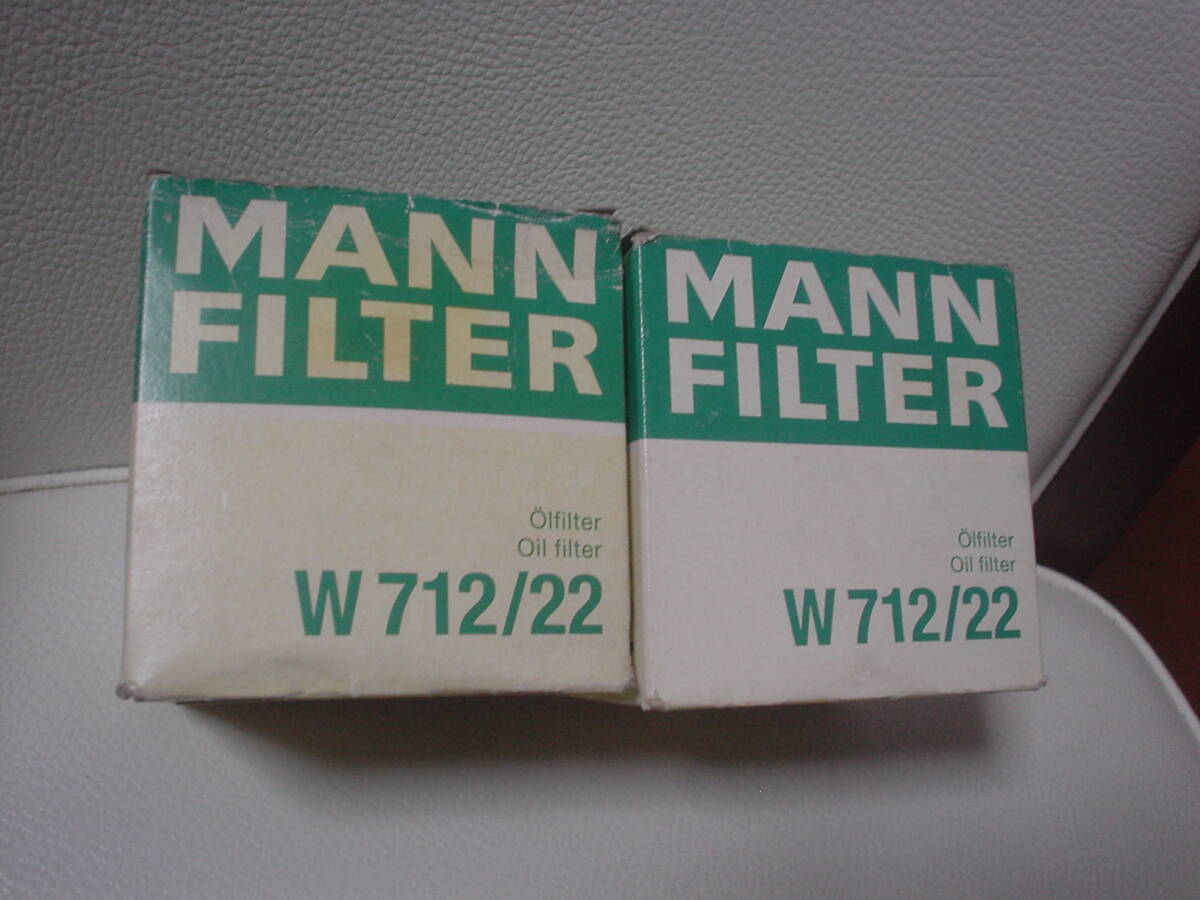 MANN
FILTER
Ölfilter
Oil filter
W 712/22
MANN
FILTER
Ölfilter
Oil filter
W 712/22